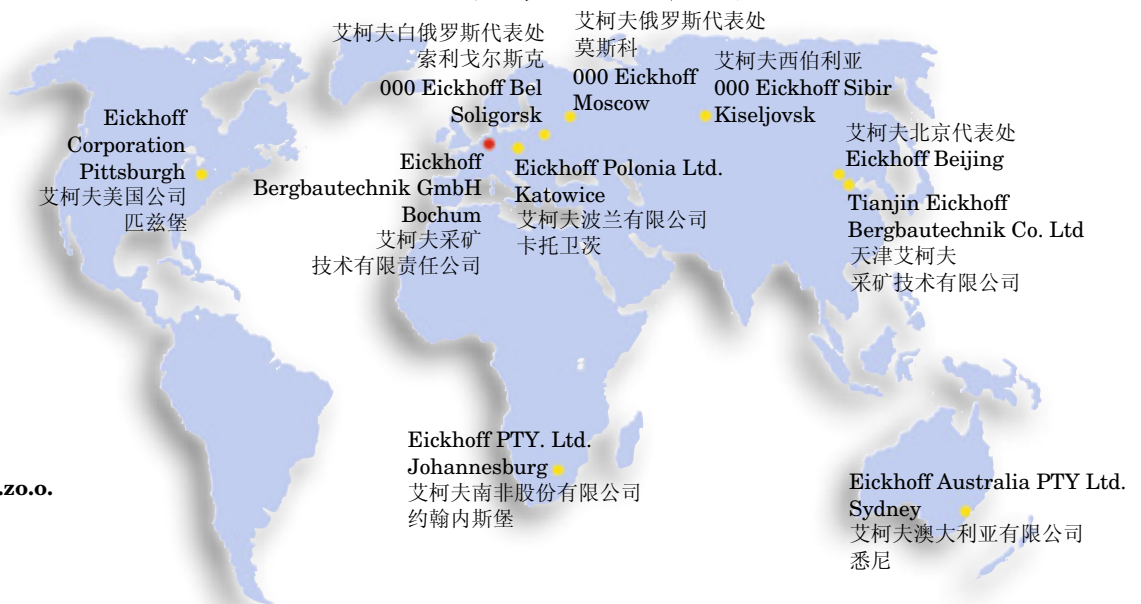 艾柯夫白俄罗斯代表处
索利戈尔斯克
000 Eickhoff Bel
Soligorsk
艾柯夫俄罗斯代表处
莫斯科
000 Eickhoff
Moscow
艾柯夫西伯利亚
000 Eickhoff Sibir
Kiseljovsk
Eickhoff
Corporation
Pittsburgh
艾柯夫美国公司
匹兹堡
Eickhoff
Bergbautechnik GmbH
Bochum
艾柯夫采矿
技术有限责任公司
Eickhoff Polonia Ltd.
Katowice
艾柯夫波兰有限公司
卡托卫茨
艾柯夫北京代表处
Eickhoff Beijing
Tianjin Eickhoff
Bergbautechnik Co. Ltd
天津艾柯夫
采矿技术有限公司
Eickhoff PTY. Ltd.
Johannesburg
艾柯夫南非股份有限公司
约翰内斯堡
.zo.o.
Eickhoff Australia PTY Ltd.
Sydney
艾柯夫澳大利亚有限公司
悉尼